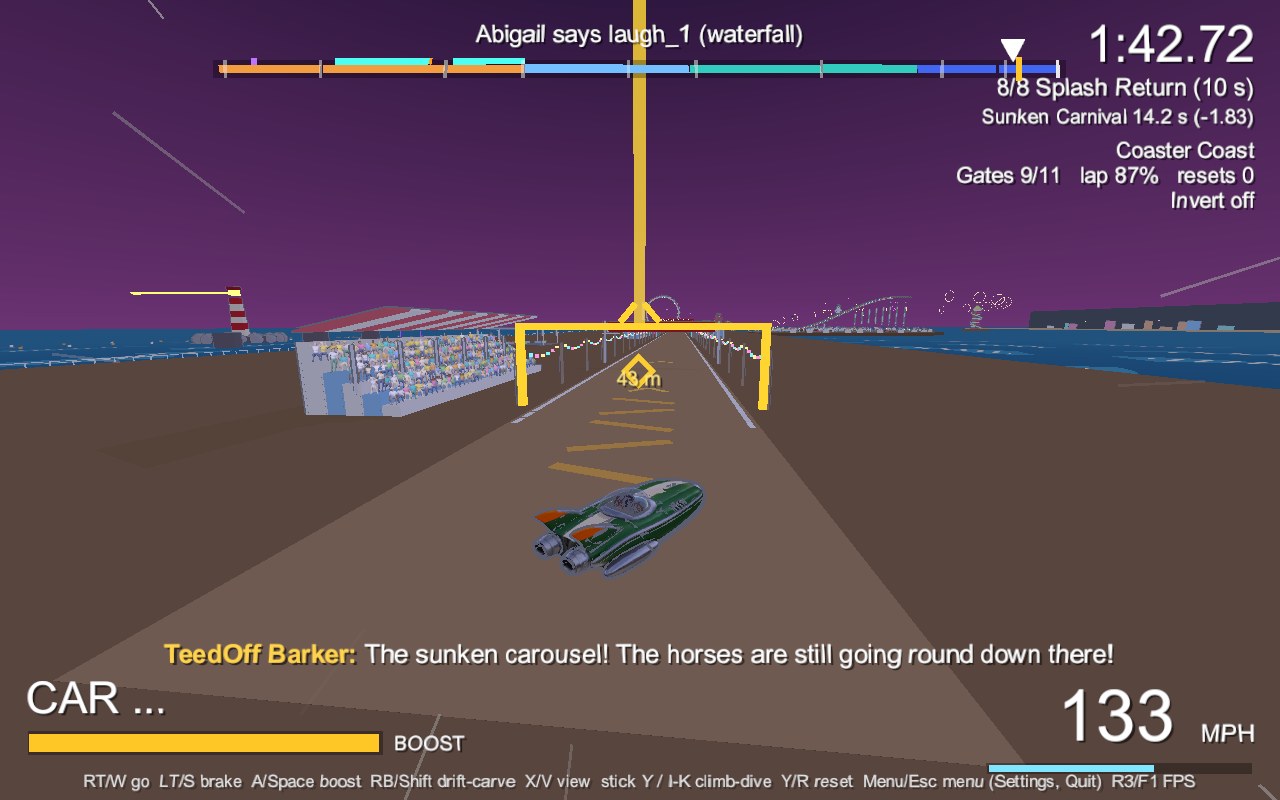 Abigail says laugh_1 (waterfall)
1:42.72
8/8 Splash Return (10 s)
Sunken Carnival 14.2 s (-1.83)
Coaster Coast
Gates 9/11 lap 87% resets 0
Invert off
43 m
TeedOff Barker: The sunken carousel! The horses are still going round down there!
CAR ...
BOOST
133 MPH
RT/W go LT/S brake A/Space boost RB/Shift drift-carve X/V view stick Y / I-K climb-dive Y/R reset Menu/Esc menu (Settings, Quit) R3/F1 FPS